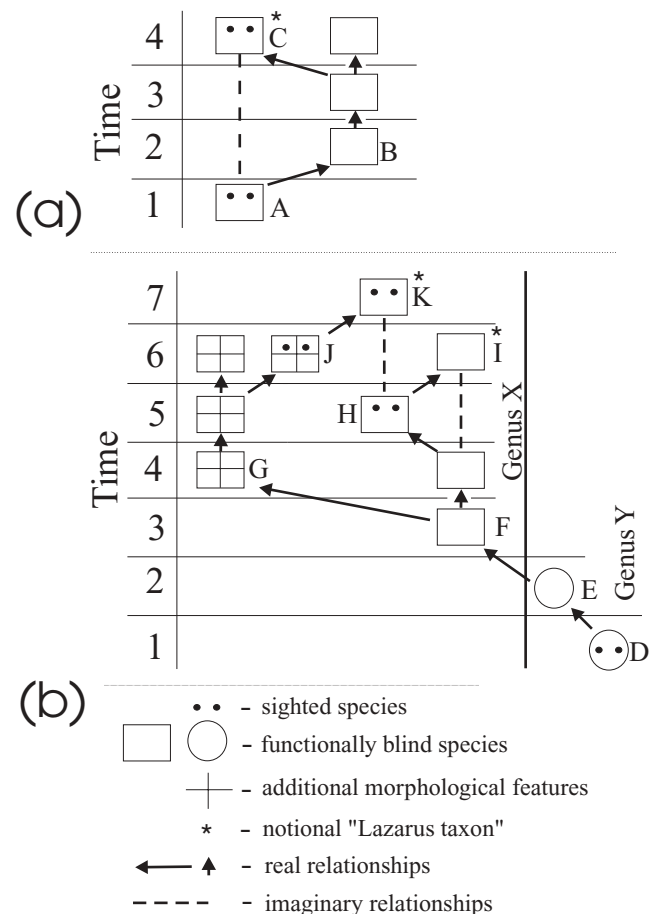 *
4 C
3
Time
2 B
(a) 1 A
*
7 K
*
6 J I
5 H
Genus X
Time
4 G
3 F
Genus Y
2 E
1 D
(b)
- sighted species
- functionally blind species
- additional morphological features
* - notional "Lazarus taxon"
- real relationships
- imaginary relationships